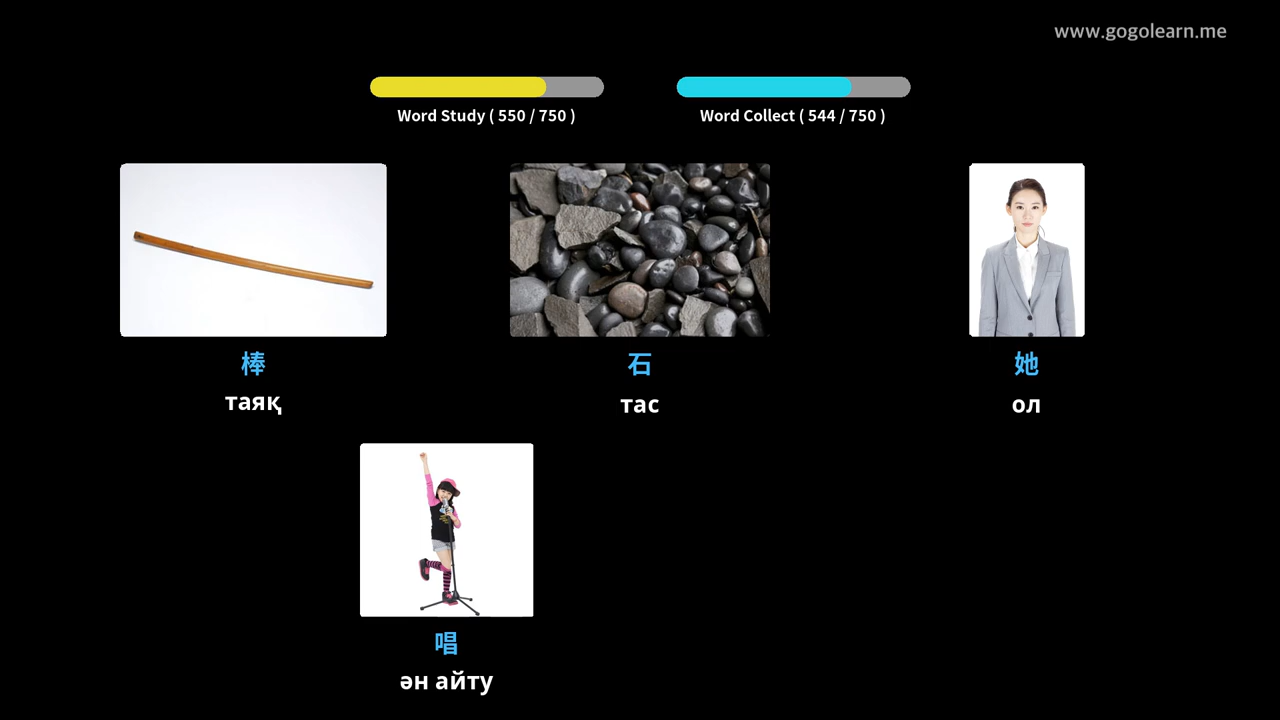 www.gogolearn.me
Word Study ( 550 / 750 )
Word Collect ( 544 / 750 )
棒
таяқ
石
тас
她
ол
唱
ән айту